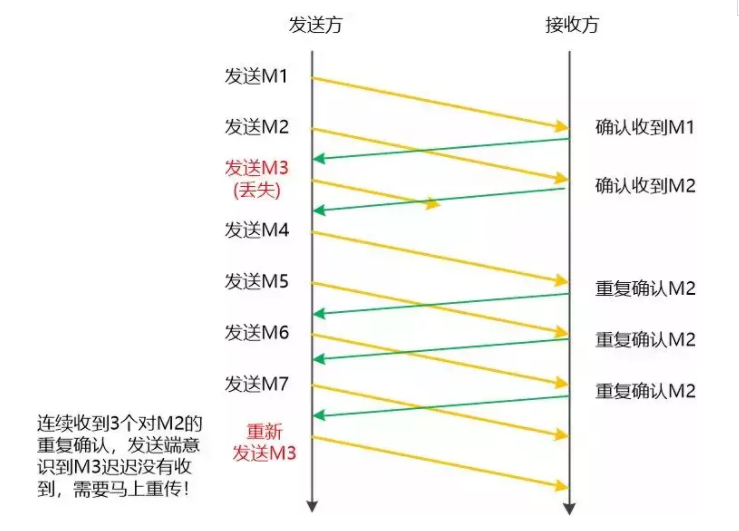 发送方
接收方
发送M1
发送M2
确认收到M1
发送M3
(丢失)
确认收到M2
发送M4
发送M5
重复确认M2
发送M6
重复确认M2
发送M7
重复确认M2
连续收到3个对M2的
重复确认，发送端意
识到M3迟迟没有收
到，需要马上重传！
重新
发送M3